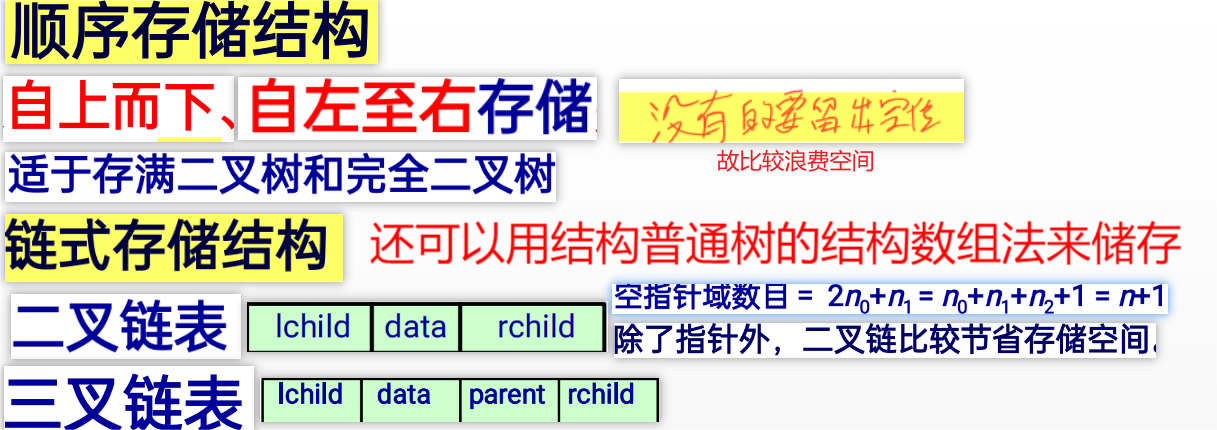 顺序存储结构
自上而下、自左至右存储 没有的要留出空位
故比较浪费空间
适于存满二叉树和完全二叉树
链式存储结构 还可以用结构普通树的结构数组法来储存
二叉链表 lchild data rchild 空指针域数目 = 2n₀+n₁ = n₀+n₁+n₂+1 = n+1
除了指针外，二叉链比较节省存储空间.
三叉链表 lchild data parent rchild